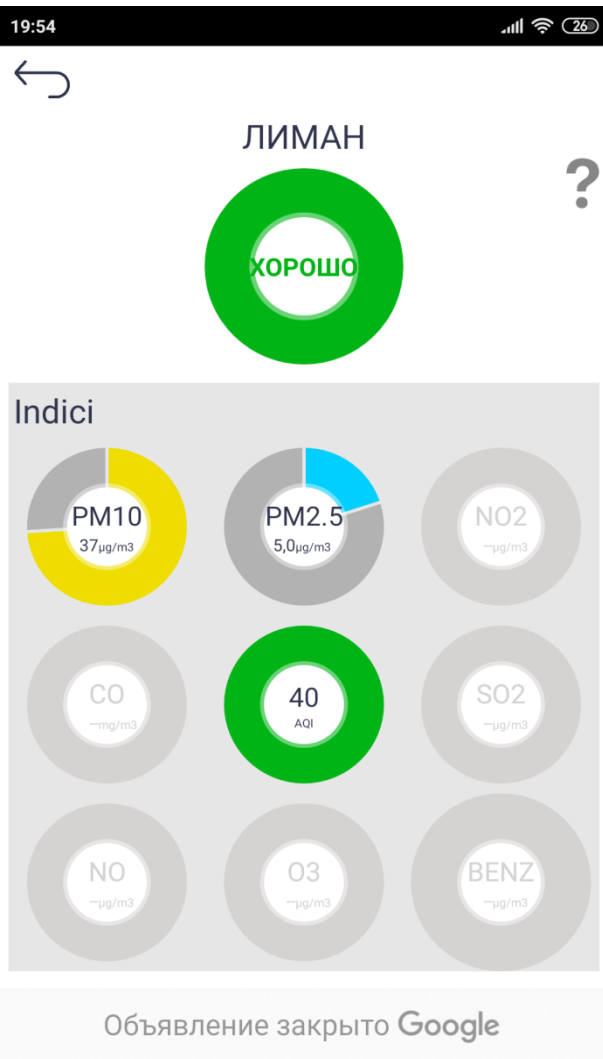 19:54
26
ЛИМАН
?
ХОРОШО
Indici
PM10
37µg/m3
PM2.5
5,0µg/m3
NO2
—µg/m3
CO
—mg/m3
40
AQI
SO2
—µg/m3
NO
—µg/m3
O3
—µg/m3
BENZ
—µg/m3
Объявление закрыто Google